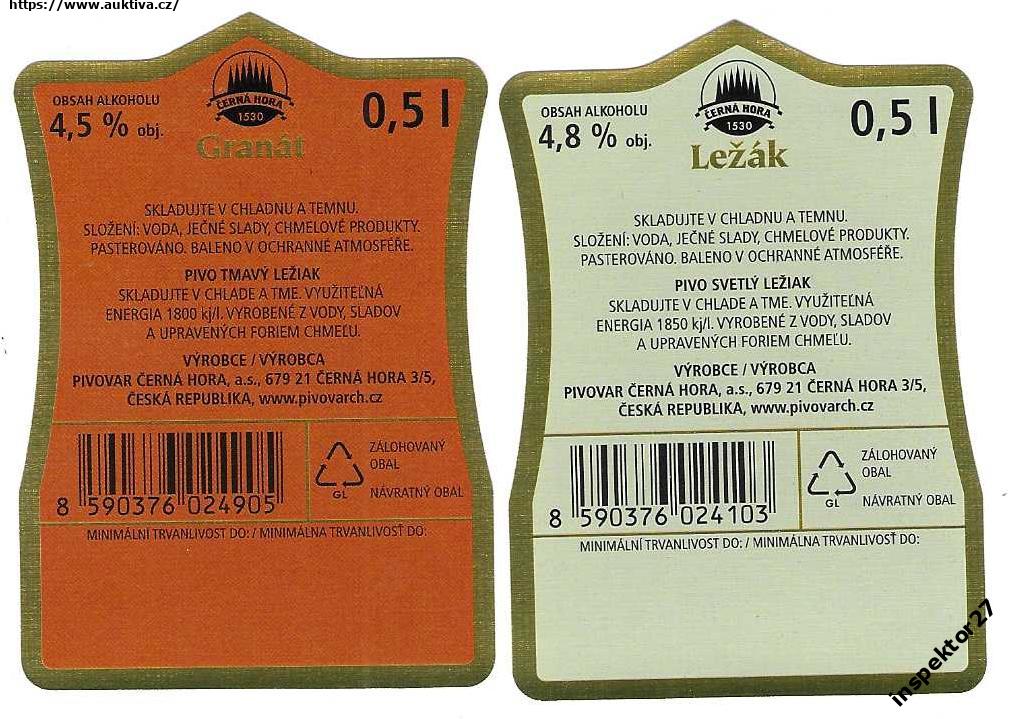 https://www.auktiva.cz/
OBSAH ALKOHOLU
4,5 % obj.
ČERNÁ HORA
1530
0,5 l
Granát
SKLADUJTE V CHLADNU A TEMNU.
SLOŽENÍ: VODA, JEČNÉ SLADY, CHMELOVÉ PRODUKTY.
PASTEROVÁNO. BALENO V OCHRANNÉ ATMOSFÉŘE.
PIVO TMAVÝ LEŽIAK
SKLADUJTE V CHLADE A TME. VYUŽITEĽNÁ
ENERGIA 1800 kj/l. VYROBENÉ Z VODY, SLADOV
A UPRAVENÝCH FORIEM CHMEĽU.
VÝROBCE / VÝROBCA
PIVOVAR ČERNÁ HORA, a.s., 679 21 ČERNÁ HORA 3/5,
ČESKÁ REPUBLIKA, www.pivovarch.cz
8 590376 024905
GL
ZÁLOHOVANÝ
OBAL
NÁVRATNÝ OBAL
MINIMÁLNÍ TRVANLIVOST DO: / MINIMÁLNA TRVANLIVOSŤ DO:
OBSAH ALKOHOLU
4,8 % obj.
ČERNÁ HORA
1530
0,5 l
Ležák
SKLADUJTE V CHLADNU A TEMNU.
SLOŽENÍ: VODA, JEČNÉ SLADY, CHMELOVÉ PRODUKTY.
PASTEROVÁNO. BALENO V OCHRANNÉ ATMOSFÉŘE.
PIVO SVETLÝ LEŽIAK
SKLADUJTE V CHLADE A TME. VYUŽITEĽNÁ
ENERGIA 1850 kj/l. VYROBENÉ Z VODY, SLADOV
A UPRAVENÝCH FORIEM CHMEĽU.
VÝROBCE / VÝROBCA
PIVOVAR ČERNÁ HORA, a.s., 679 21 ČERNÁ HORA 3/5,
ČESKÁ REPUBLIKA, www.pivovarch.cz
8 590376 024103
GL
ZÁLOHOVANÝ
OBAL
NÁVRATNÝ OBAL
MINIMÁLNÍ TRVANLIVOST DO: / MINIMÁLNA TRVANLIVOSŤ DO:
inspektor27